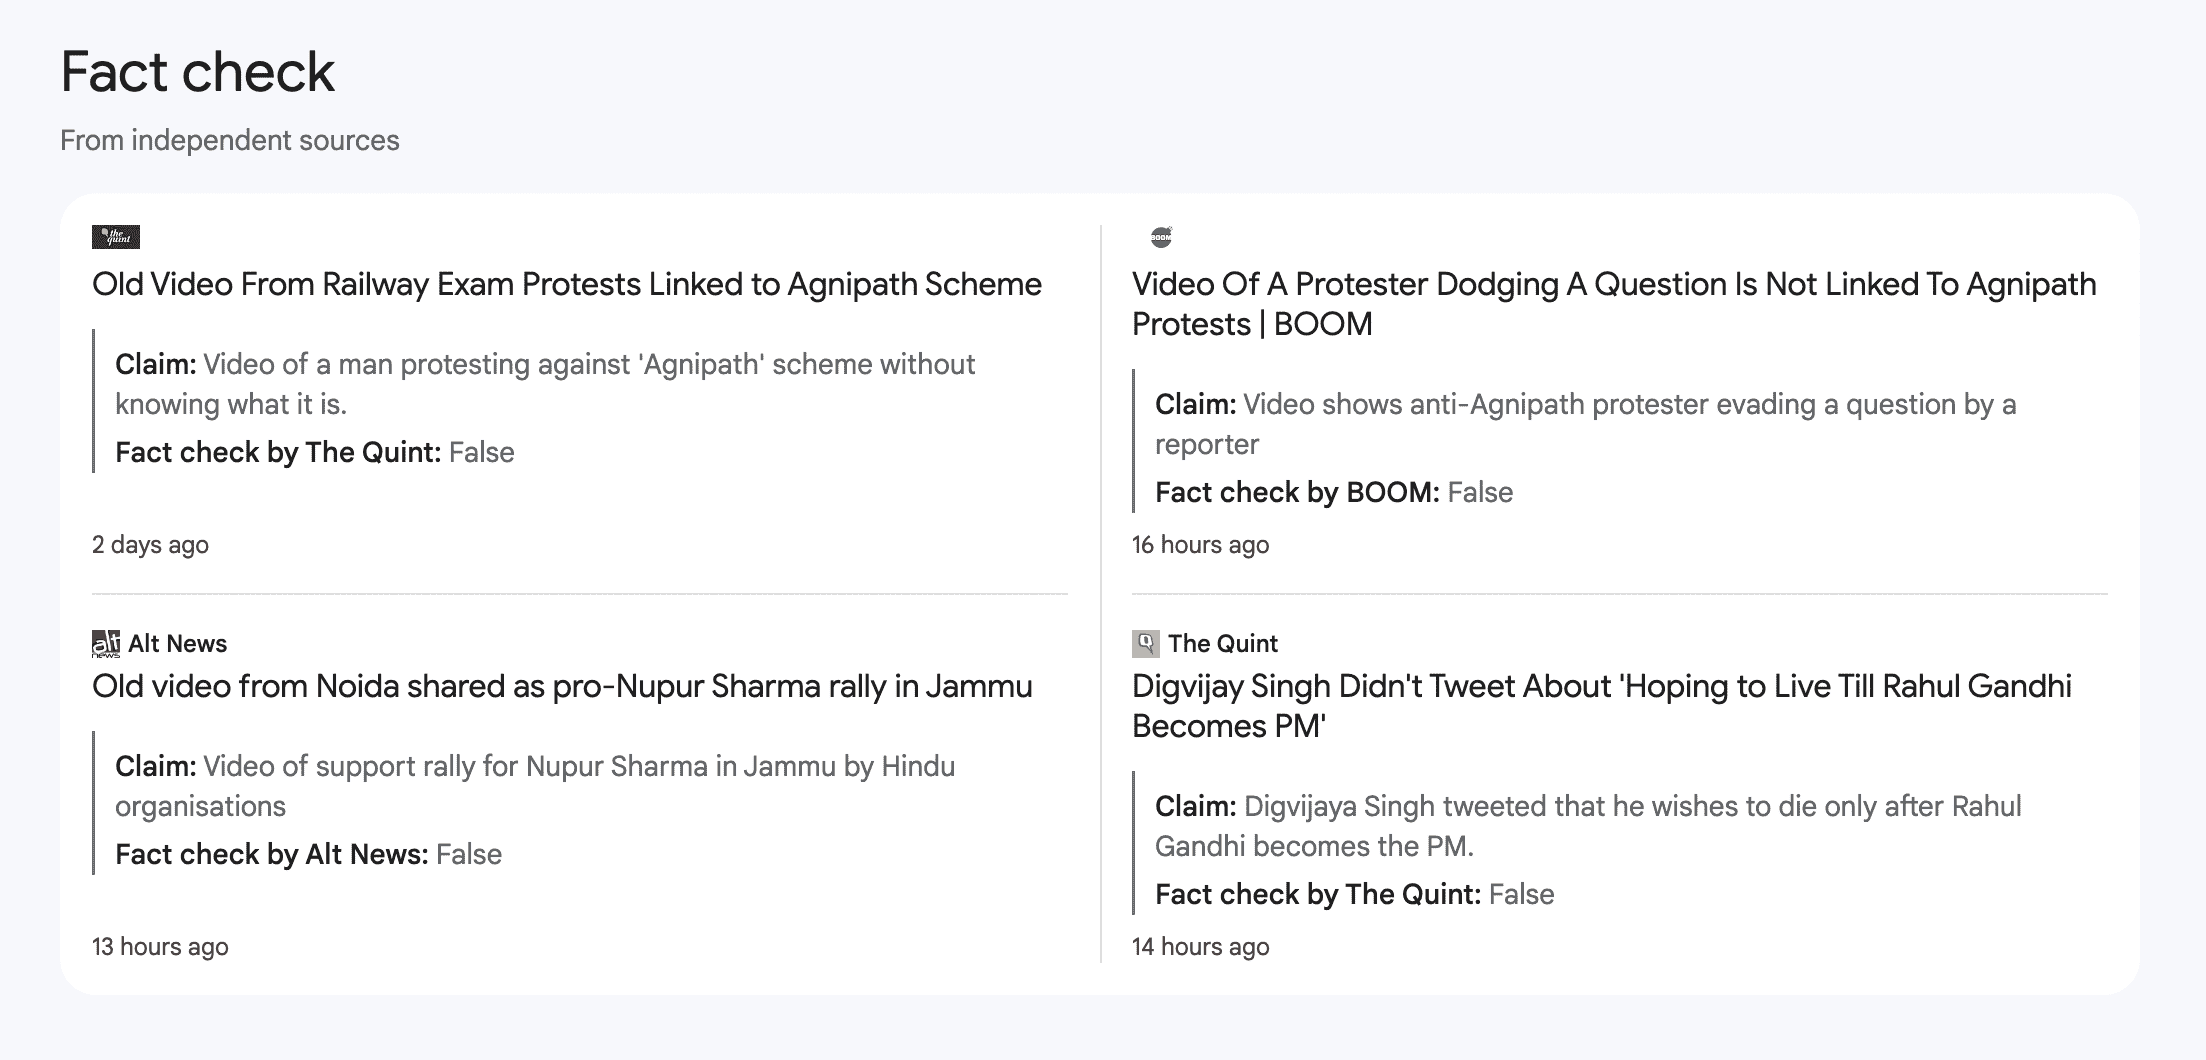 Fact check
From independent sources
the quint
Old Video From Railway Exam Protests Linked to Agnipath Scheme
Claim: Video of a man protesting against 'Agnipath' scheme without
knowing what it is.
Fact check by The Quint: False
2 days ago
BOOM
Video Of A Protester Dodging A Question Is Not Linked To Agnipath
Protests | BOOM
Claim: Video shows anti-Agnipath protester evading a question by a
reporter
Fact check by BOOM: False
16 hours ago
alt news Alt News
Old video from Noida shared as pro-Nupur Sharma rally in Jammu
Claim: Video of support rally for Nupur Sharma in Jammu by Hindu
organisations
Fact check by Alt News: False
13 hours ago
The Quint
Digvijay Singh Didn't Tweet About 'Hoping to Live Till Rahul Gandhi
Becomes PM'
Claim: Digvijaya Singh tweeted that he wishes to die only after Rahul
Gandhi becomes the PM.
Fact check by The Quint: False
14 hours ago